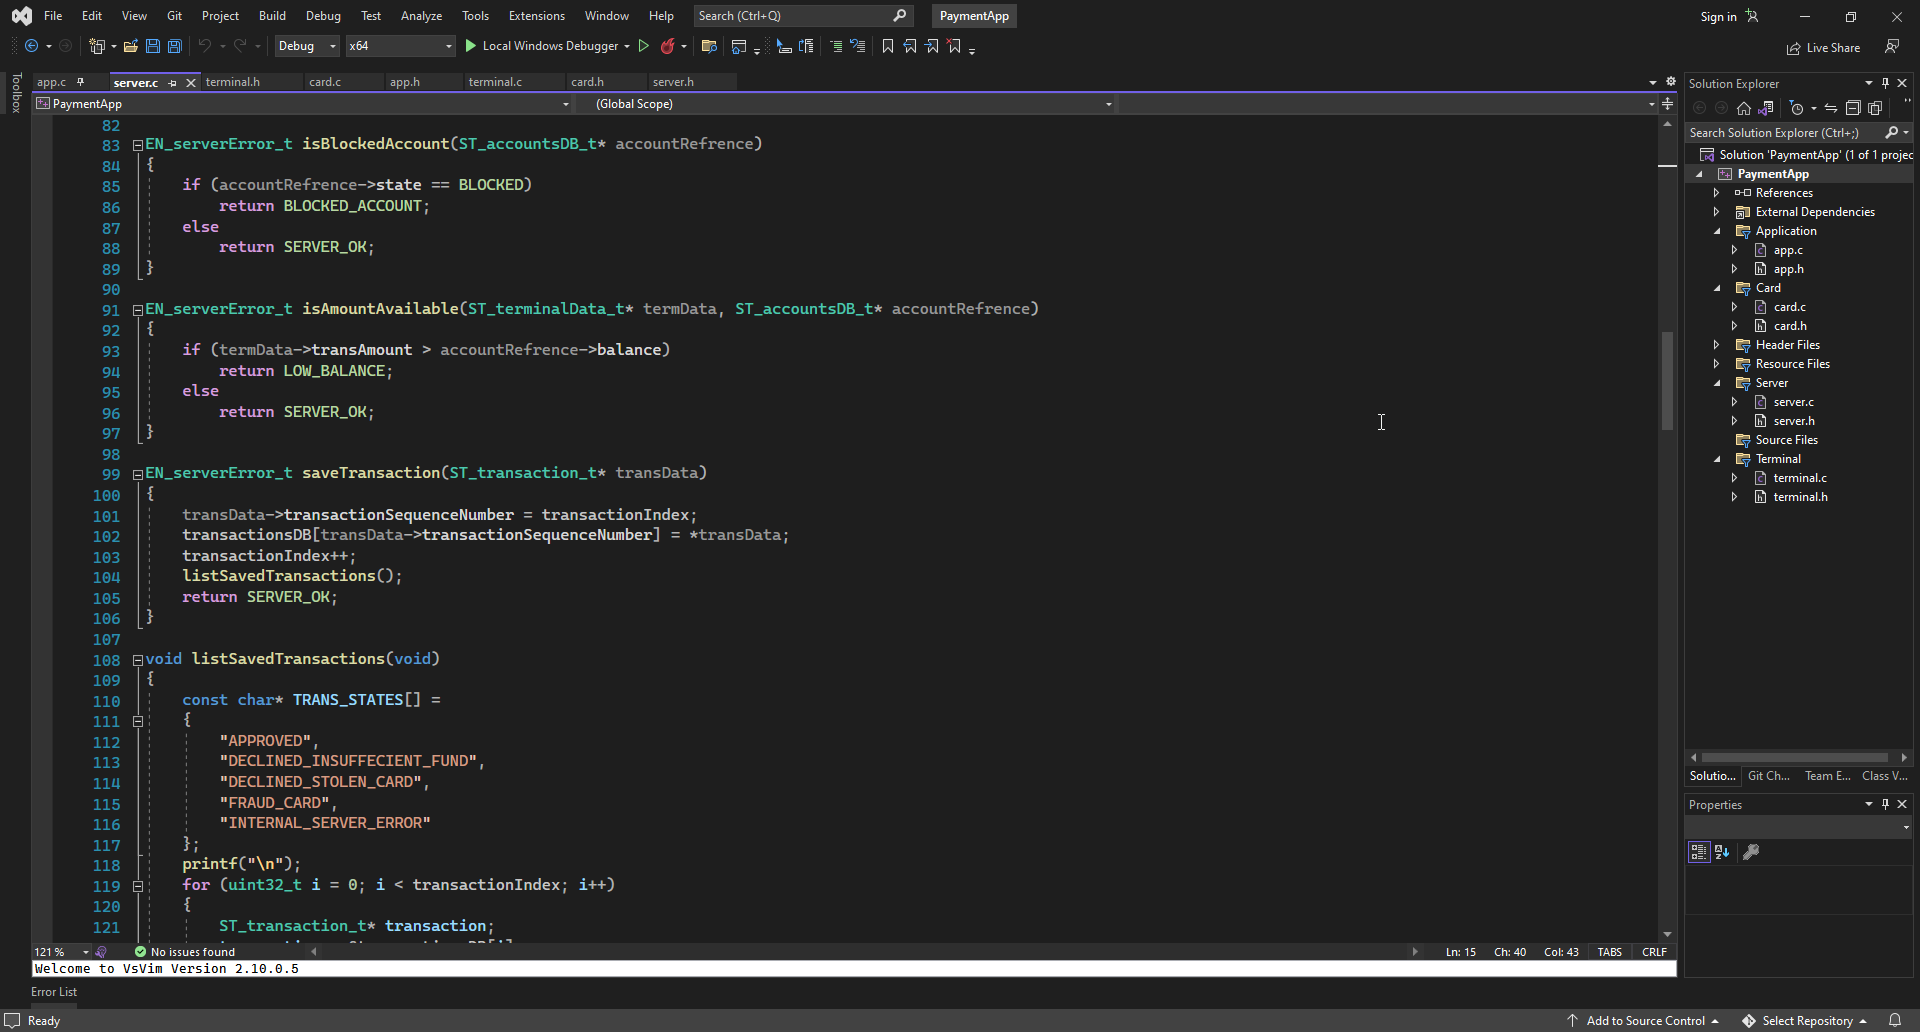 File Edit View Git Project Build Debug Test Analyze Tools Extensions Window Help Search (Ctrl+Q) PaymentApp Sign in
Debug x64 Local Windows Debugger Live Share
Toolbox
app.c server.c terminal.h card.c app.h terminal.c card.h server.h
PaymentApp (Global Scope)
82
83 EN_serverError_t isBlockedAccount(ST_accountsDB_t* accountRefrence)
84 {
85 if (accountRefrence->state == BLOCKED)
86 return BLOCKED_ACCOUNT;
87 else
88 return SERVER_OK;
89 }
90
91 EN_serverError_t isAmountAvailable(ST_terminalData_t* termData, ST_accountsDB_t* accountRefrence)
92 {
93 if (termData->transAmount > accountRefrence->balance)
94 return LOW_BALANCE;
95 else
96 return SERVER_OK;
97 }
98
99 EN_serverError_t saveTransaction(ST_transaction_t* transData)
100 {
101 transData->transactionSequenceNumber = transactionIndex;
102 transactionsDB[transData->transactionSequenceNumber] = *transData;
103 transactionIndex++;
104 listSavedTransactions();
105 return SERVER_OK;
106 }
107
108 void listSavedTransactions(void)
109 {
110 const char* TRANS_STATES[] =
111 {
112 "APPROVED",
113 "DECLINED_INSUFFECIENT_FUND",
114 "DECLINED_STOLEN_CARD",
115 "FRAUD_CARD",
116 "INTERNAL_SERVER_ERROR"
117 };
118 printf("\n");
119 for (uint32_t i = 0; i < transactionIndex; i++)
120 {
121 ST_transaction_t* transaction;
121 % No issues found Ln: 15 Ch: 40 Col: 43 TABS CRLF
Welcome to VsVim Version 2.10.0.5
Error List
Solution Explorer
Search Solution Explorer (Ctrl+;)
Solution 'PaymentApp' (1 of 1 projec
PaymentApp
References
External Dependencies
Application
app.c
app.h
Card
card.c
card.h
Header Files
Resource Files
Server
server.c
server.h
Source Files
Terminal
terminal.c
terminal.h
Solutio... Git Ch... Team E... Class V...
Properties
Ready Add to Source Control Select Repository